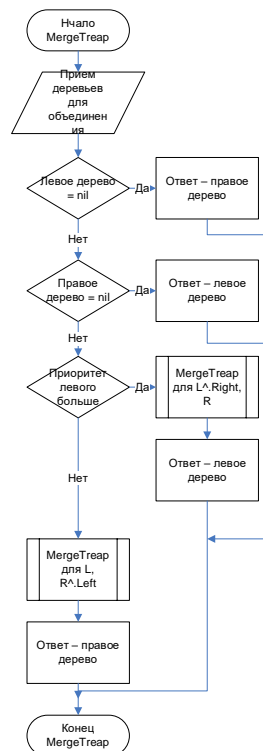 Нчало
MergeTreap
Прием
деревьев
для
объединен
ия
Левое дерево
= nil
Да
Ответ – правое
дерево
Нет
Правое
дерево = nil
Да
Ответ – левое
дерево
Нет
Приоритет
левого
больше
Да
MergeTreap
для L^.Right,
R
Ответ – левое
дерево
Нет
MergeTreap
для L,
R^.Left
Ответ – правое
дерево
Конец
MergeTreap